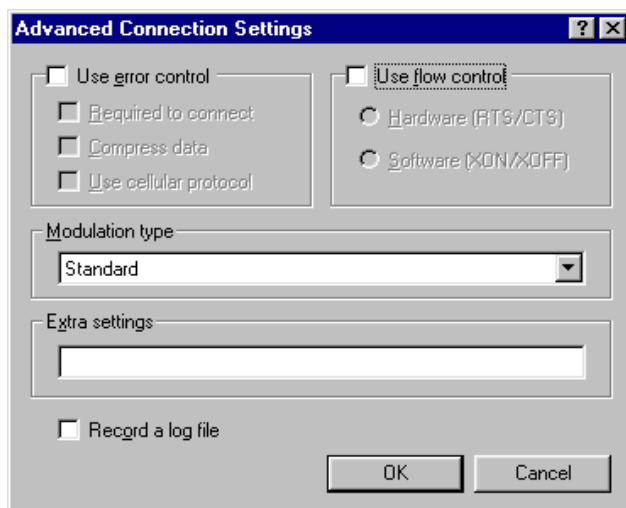 Advanced Connection Settings
Use error control
Required to connect
Compress data
Use cellular protocol
Use flow control
Hardware (RTS/CTS)
Software (XON/XOFF)
Modulation type
Standard
Extra settings
Record a log file
OK
Cancel